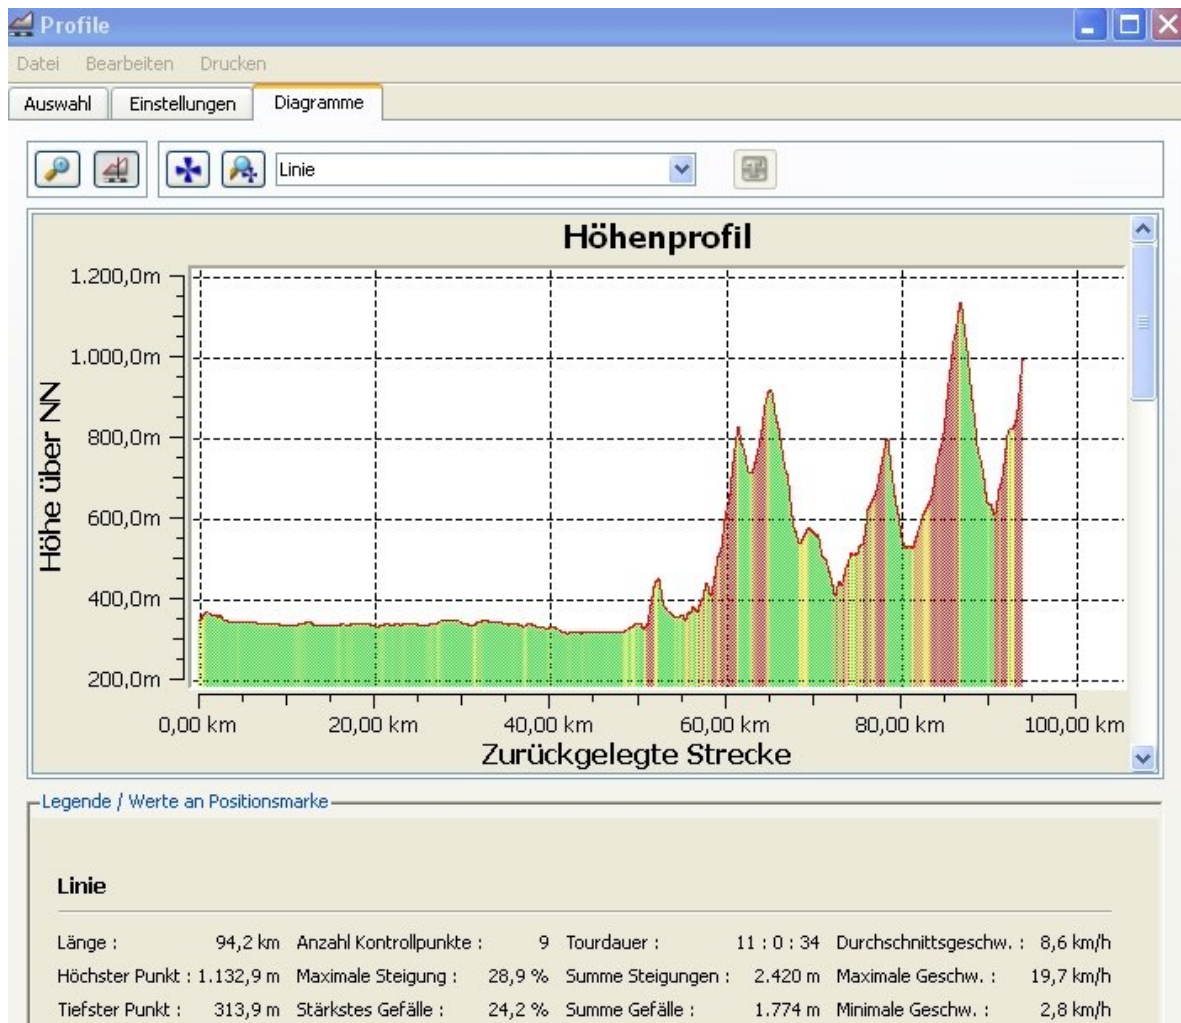 Profile
Datei Bearbeiten Drucken
Auswahl Einstellungen Diagramme
Linie
Höhenprofil
1.200,0m
1.000,0m
800,0m
600,0m
400,0m
200,0m
Höhe über NN
0,00 km 20,00 km 40,00 km 60,00 km 80,00 km 100,00 km
Zurückgelegte Strecke
Legende / Werte an Positionsmarke
Linie
Länge : 94,2 km Anzahl Kontrollpunkte : 9 Tourdauer : 11 : 0 : 34 Durchschnittsgeschw. : 8,6 km/h
Höchster Punkt : 1.132,9 m Maximale Steigung : 28,9 % Summe Steigungen : 2.420 m Maximale Geschw. : 19,7 km/h
Tiefster Punkt : 313,9 m Stärkstes Gefälle : 24,2 % Summe Gefälle : 1.774 m Minimale Geschw. : 2,8 km/h